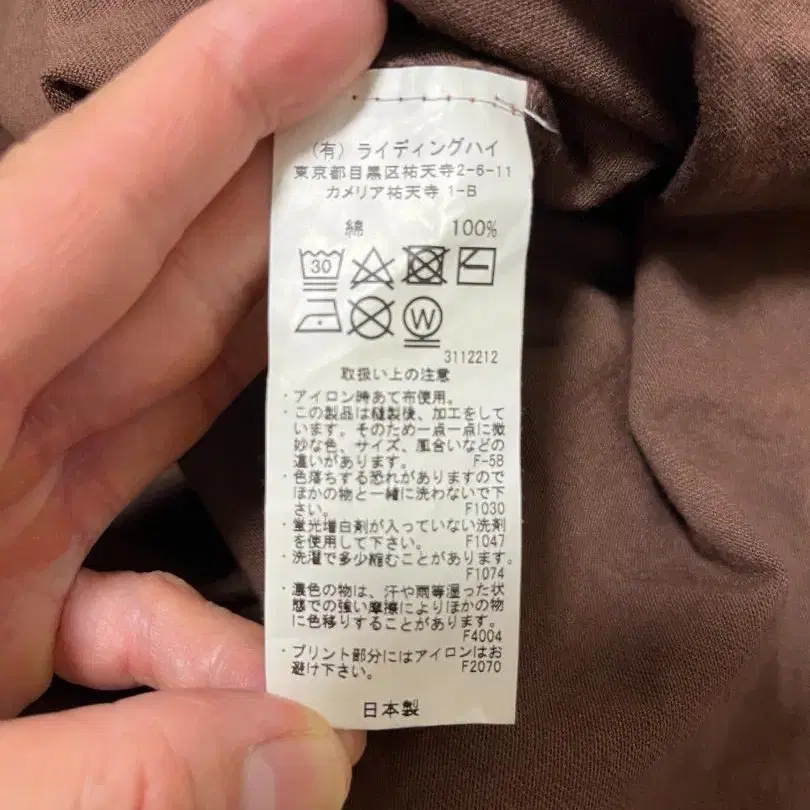 (有) ライディングハイ
東京都目黒区祐天寺2-6-11
カメリア祐天寺 1-B
綿 100%
30
W
3112212
取扱い上の注意
・アイロン時あて布使用。
・この製品は縫製後、加工をして
います。そのため一点一点に微
妙な色、サイズ、風合いなどの
違いがあります。 F-58
・色落ちする恐れがありますので
ほかの物と一緒に洗わないで下
さい。 F1030
・蛍光増白剤が入っていない洗剤
を使用して下さい。 F1047
・洗濯で多少縮むことがあります。
F1074
・濃色の物は、汗や雨等湿った状
態での強い摩擦によりほかの物
に色移りすることがあります。
F4004
・プリント部分にはアイロンはお
避け下さい。 F2070
日本製